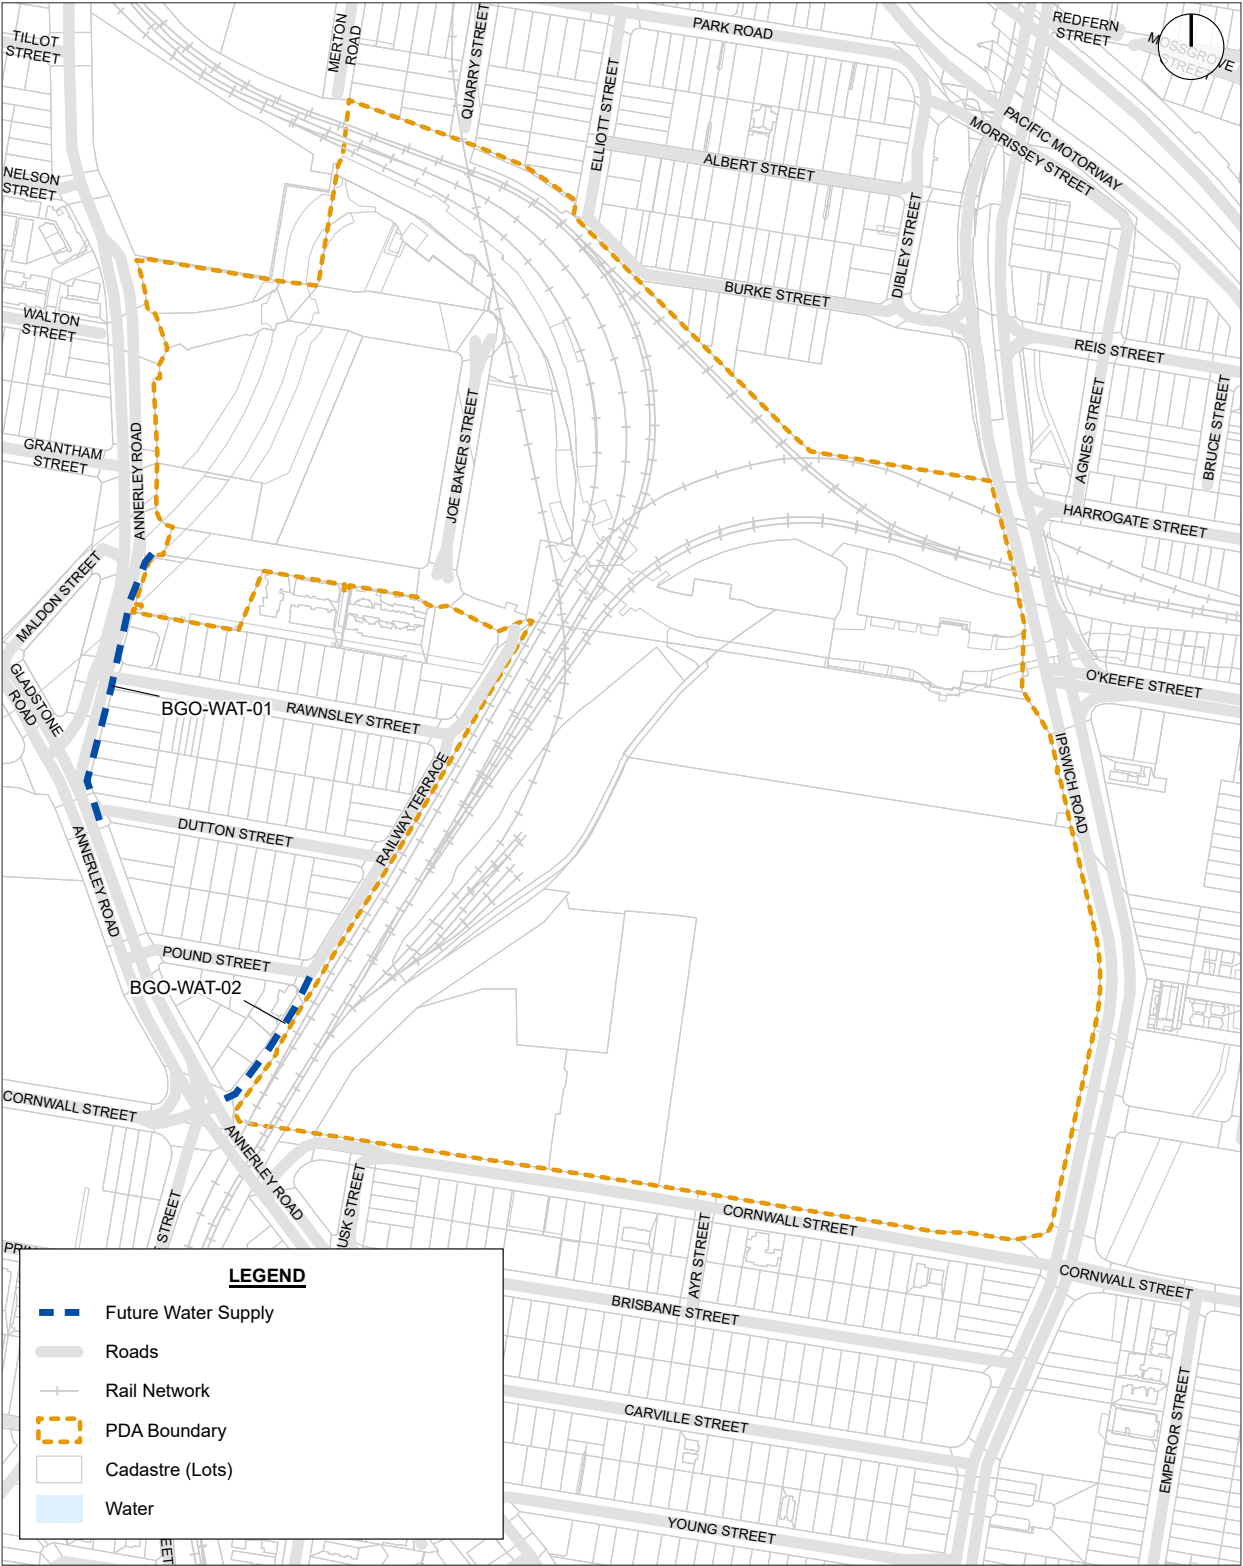 TILLOT
STREET
MERTON
ROAD
QUARRY STREET
PARK ROAD
REDFERN
STREET
MOSSGROVE
STREET
ELLIOTT STREET
PACIFIC MOTORWAY
MORRISSEY STREET
ALBERT STREET
NELSON
STREET
DIBLEY STREET
BURKE STREET
WALTON
STREET
REIS STREET
AGNES STREET
BRUCE STREET
JOE BAKER STREET
ANNERLEY ROAD
GRANTHAM
STREET
HARROGATE STREET
MALDON STREET
GLADSTONE
ROAD
O'KEEFE STREET
BGO-WAT-01
RAWNSLEY STREET
IPSWICH ROAD
RAILWAY TERRACE
DUTTON STREET
ANNERLEY ROAD
POUND STREET
BGO-WAT-02
CORNWALL STREET
ANNERLEY ROAD
STREET
USK STREET
CORNWALL STREET
AYR STREET
CORNWALL STREET
BRISBANE STREET
EMPEROR STREET
CARVILLE STREET
YOUNG STREET
LEGEND
Future Water Supply
Roads
Rail Network
PDA Boundary
Cadastre (Lots)
Water